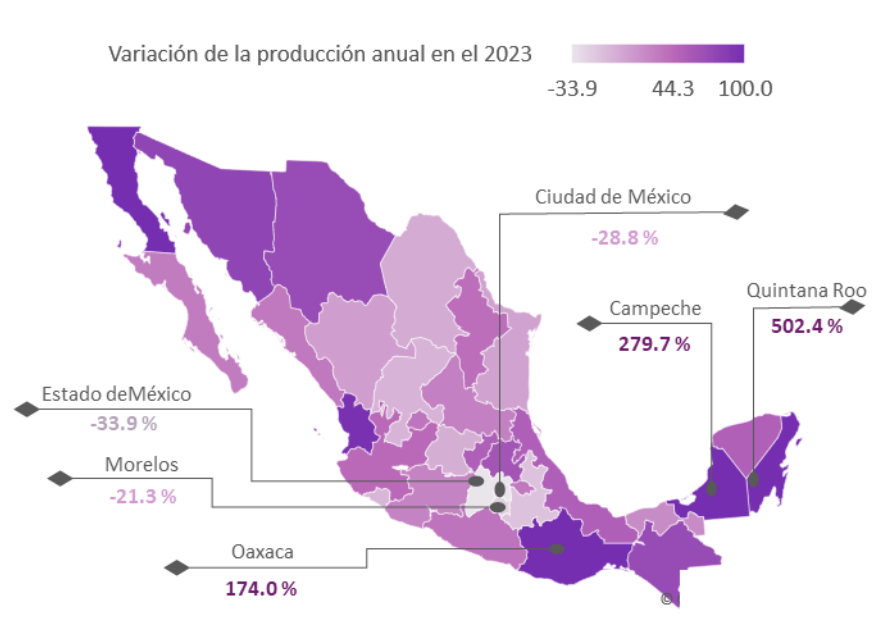 Variación de la producción anual en el 2023
-33.9 44.3 100.0
Ciudad de México
-28.8 %
Quintana Roo
502.4 %
Campeche
279.7 %
Estado deMéxico
-33.9 %
Morelos
-21.3 %
Oaxaca
174.0 %
©